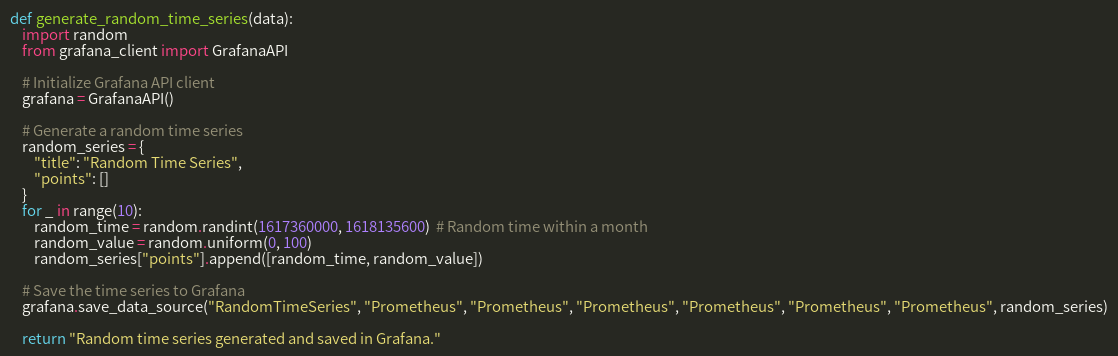 def generate_random_time_series(data):
    import random
    from grafana_client import GrafanaAPI

    # Initialize Grafana API client
    grafana = GrafanaAPI()

    # Generate a random time series
    random_series = {
        "title": "Random Time Series",
        "points": []
    }
    for _ in range(10):
        random_time = random.randint(1617360000, 1618135600)  # Random time within a month
        random_value = random.uniform(0, 100)
        random_series["points"].append([random_time, random_value])

    # Save the time series to Grafana
    grafana.save_data_source("RandomTimeSeries", "Prometheus", "Prometheus", "Prometheus", "Prometheus", "Prometheus", "Prometheus", random_series)

    return "Random time series generated and saved in Grafana."